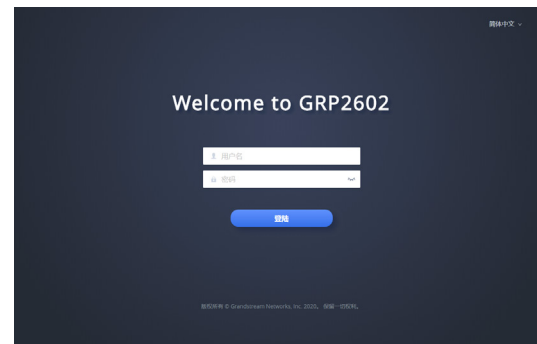 简体中文
Welcome to GRP2602
用户名
密码
登陆
版权所有 © Grandstream Networks, Inc. 2020。 保留一切权利。